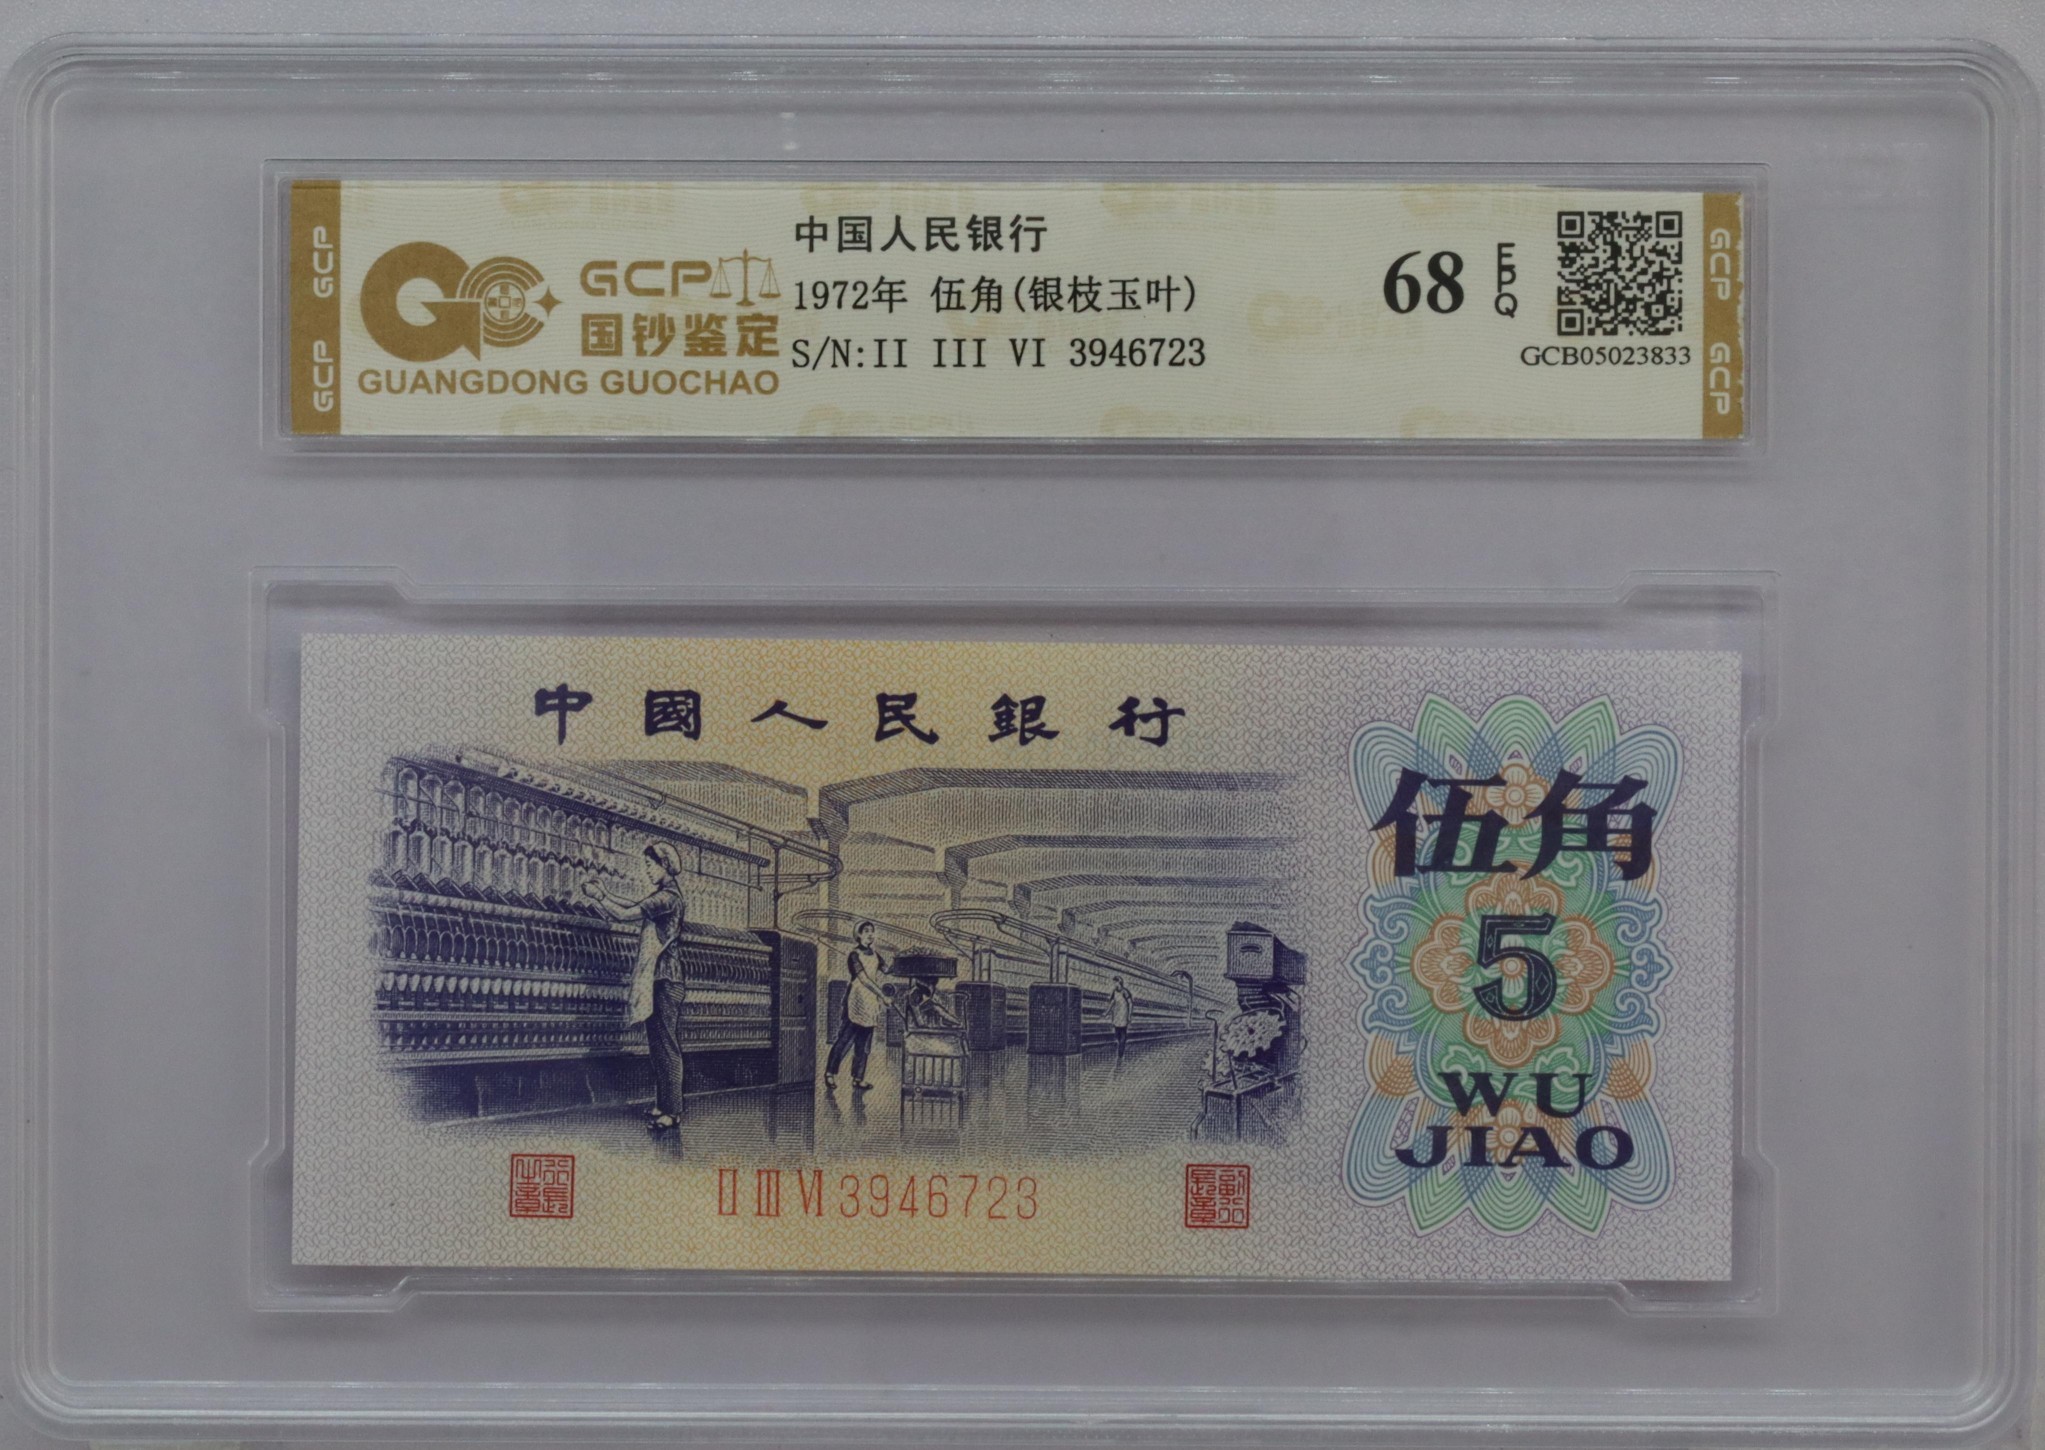 GCP
GCP
GCP
国钞鉴定
GUANGDONG GUOCHAO
中国人民银行
1972年 伍角(银枝玉叶)
S/N:II III VI 3946723
68 EPQ
GCB05023833
GCP
GCP
中國人民銀行
伍角
5
WU
JIAO
II III VI 3946723